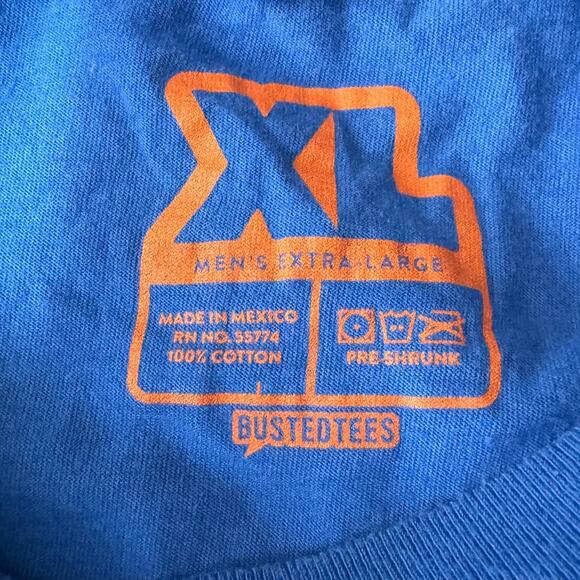 XL
MEN'S EXTRA-LARGE
MADE IN MEXICO
RN NO. 55774
100% COTTON
PRE-SHRUNK
BUSTEDTEES